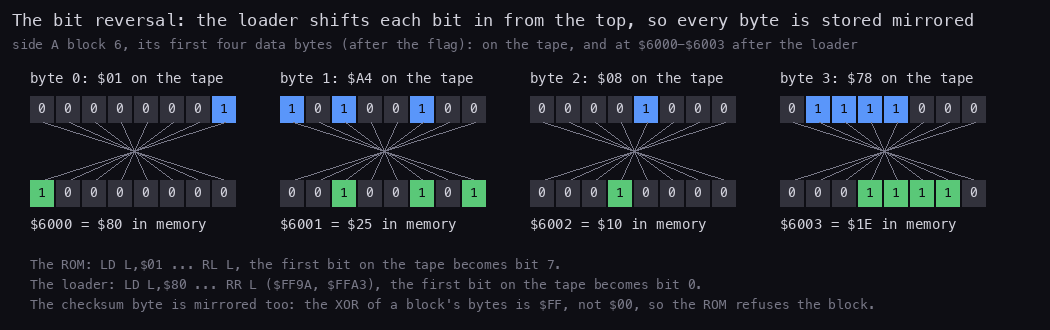 The bit reversal: the loader shifts each bit in from the top, so every byte is stored mirrored
side A block 6, its first four data bytes (after the flag): on the tape, and at $6000–$6003 after the loader
byte 0: $01 on the tape byte 1: $A4 on the tape byte 2: $08 on the tape byte 3: $78 on the tape
0 0 0 0 0 0 0 1 1 0 1 0 0 1 0 0 0 0 0 0 1 0 0 0 0 1 1 1 1 0 0 0
1 0 0 0 0 0 0 0 0 0 1 0 0 1 0 1 0 0 0 1 0 0 0 0 0 0 0 1 1 1 1 0
$6000 = $80 in memory $6001 = $25 in memory $6002 = $10 in memory $6003 = $1E in memory
The ROM: LD L,$01 ... RL L, the first bit on the tape becomes bit 7.
The loader: LD L,$80 ... RR L ($FF9A, $FFA3), the first bit on the tape becomes bit 0.
The checksum byte is mirrored too: the XOR of a block's bytes is $FF, not $00, so the ROM refuses the block.